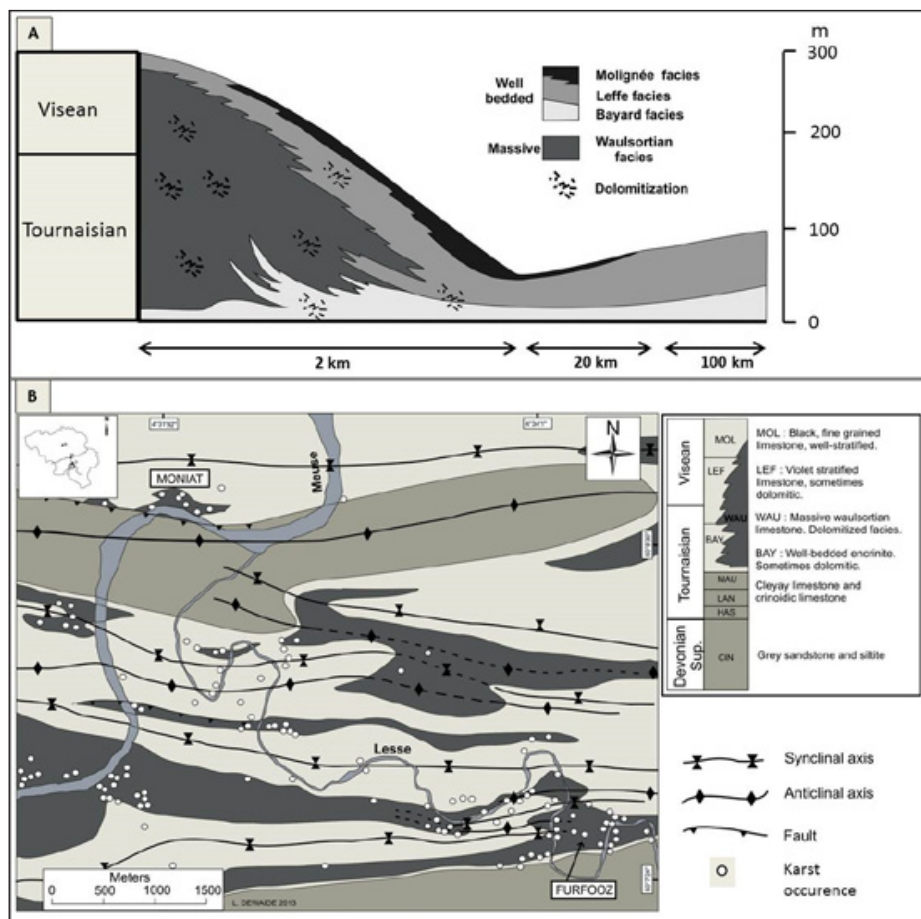 A
m
300
200
100
0
Visean
Tournaisian
Well bedded
Molignée facies
Leffe facies
Bayard facies
Massive
Waulsortian facies
Dolomitization
2 km
20 km
100 km
B
MONIAT
Meuse
N
Lesse
FURFOOZ
Meters
0
500
1000
1500
L. DEWAIDE 2013
Visean
Tournaisian
Devonian Sup.
MOL
LEF
WAU
BAY
MAU
LAN
HAS
CIN
MOL : Black, fine grained
limestone, well-stratified.
LEF : Violet stratified
limestone, sometimes
dolomitic.
WAU : Massive waulsortian
limestone. Dolomitized facies.
BAY : Well-bedded encrinite.
Sometimes dolomitic.
Cleyay limestone and
crinoidic limestone
Grey sandstone and siltite
Synclinal axis
Anticlinal axis
Fault
Karst
occurence